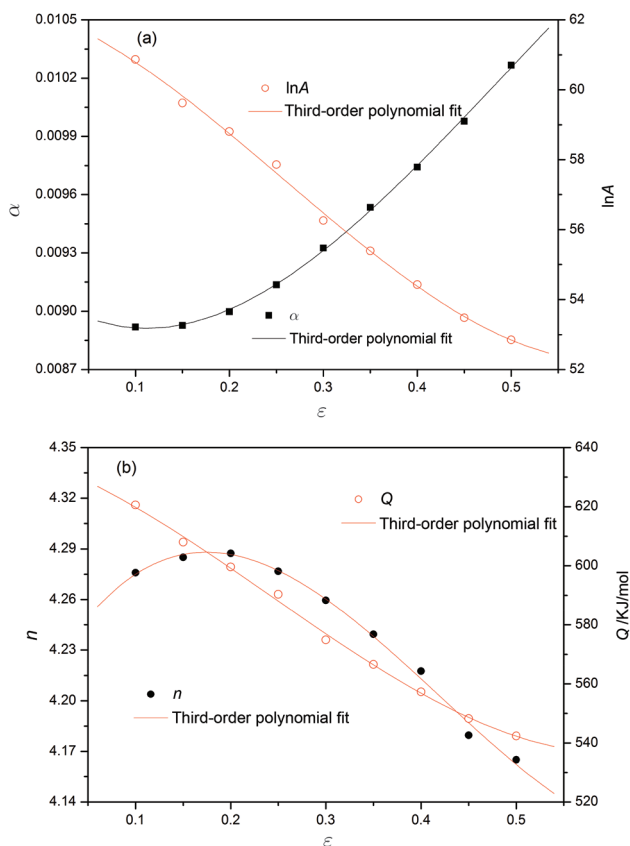 (a)
0.0105
0.0102
0.0099
0.0096
0.0093
0.0090
0.0087
α
62
60
58
56
54
52
lnA
lnA
Third-order polynomial fit
α
Third-order polynomial fit
0.1 0.2 0.3 0.4 0.5
ε
(b)
4.35
4.32
4.29
4.26
4.23
4.20
4.17
4.14
n
640
620
600
580
560
540
520
Q /KJ/mol
Q
Third-order polynomial fit
n
Third-order polynomial fit
0.1 0.2 0.3 0.4 0.5
ε